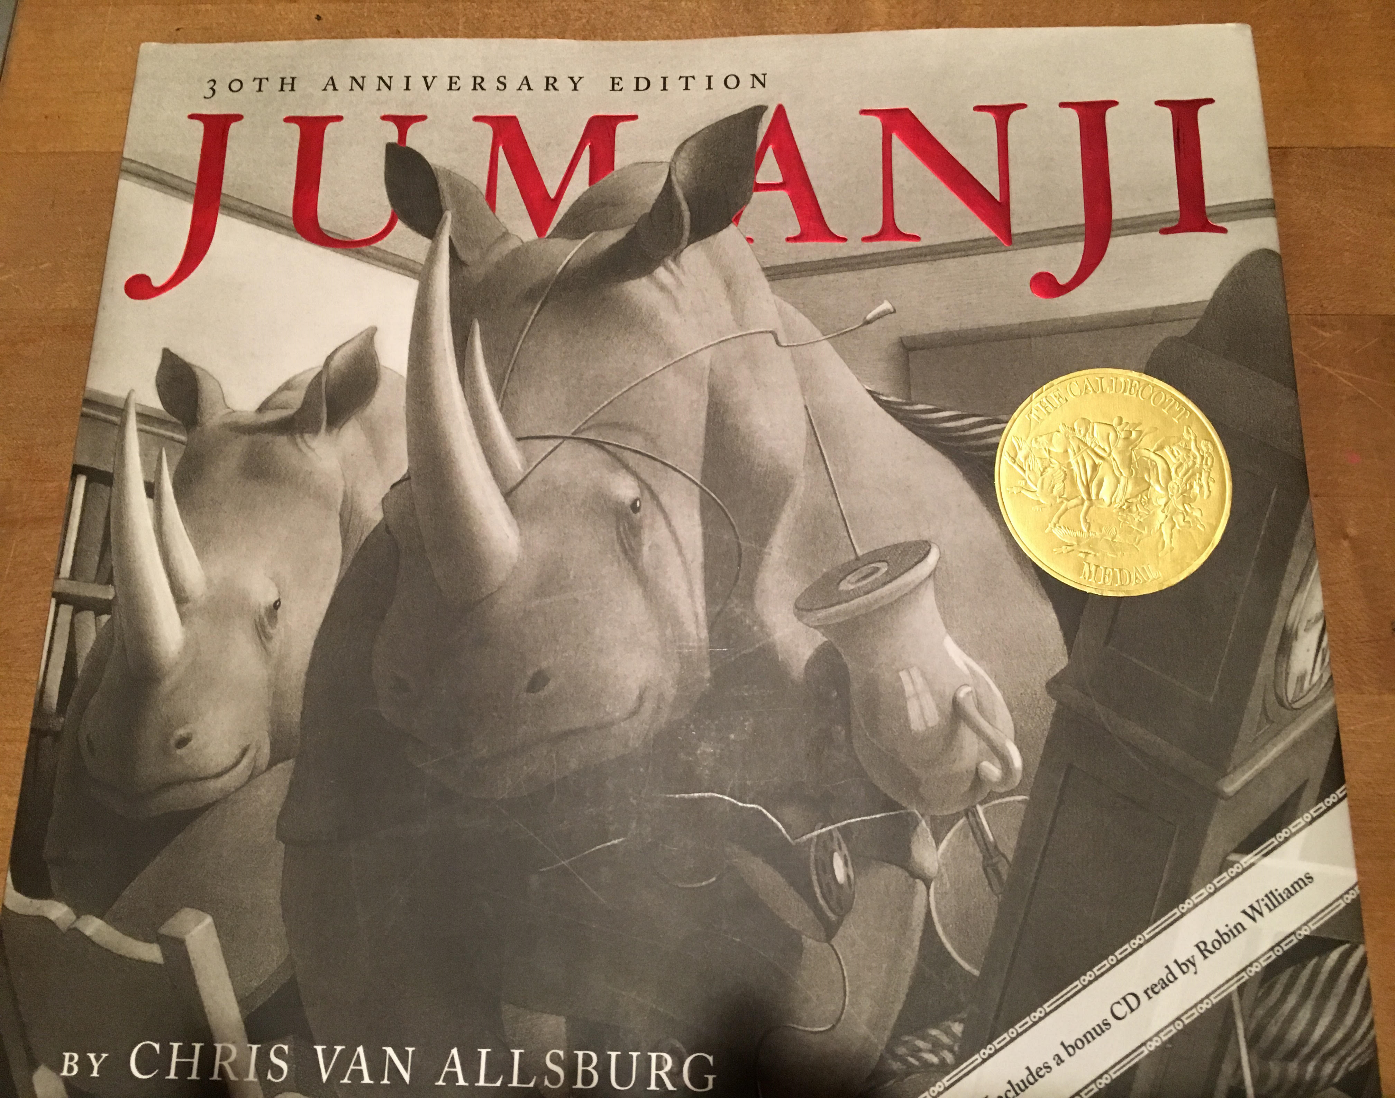 30TH ANNIVERSARY EDITION
JUMANJI
THE CALDECOTT
MEDAL
a bonus CD read by Robin Williams
BY CHRIS VAN ALLSBURG